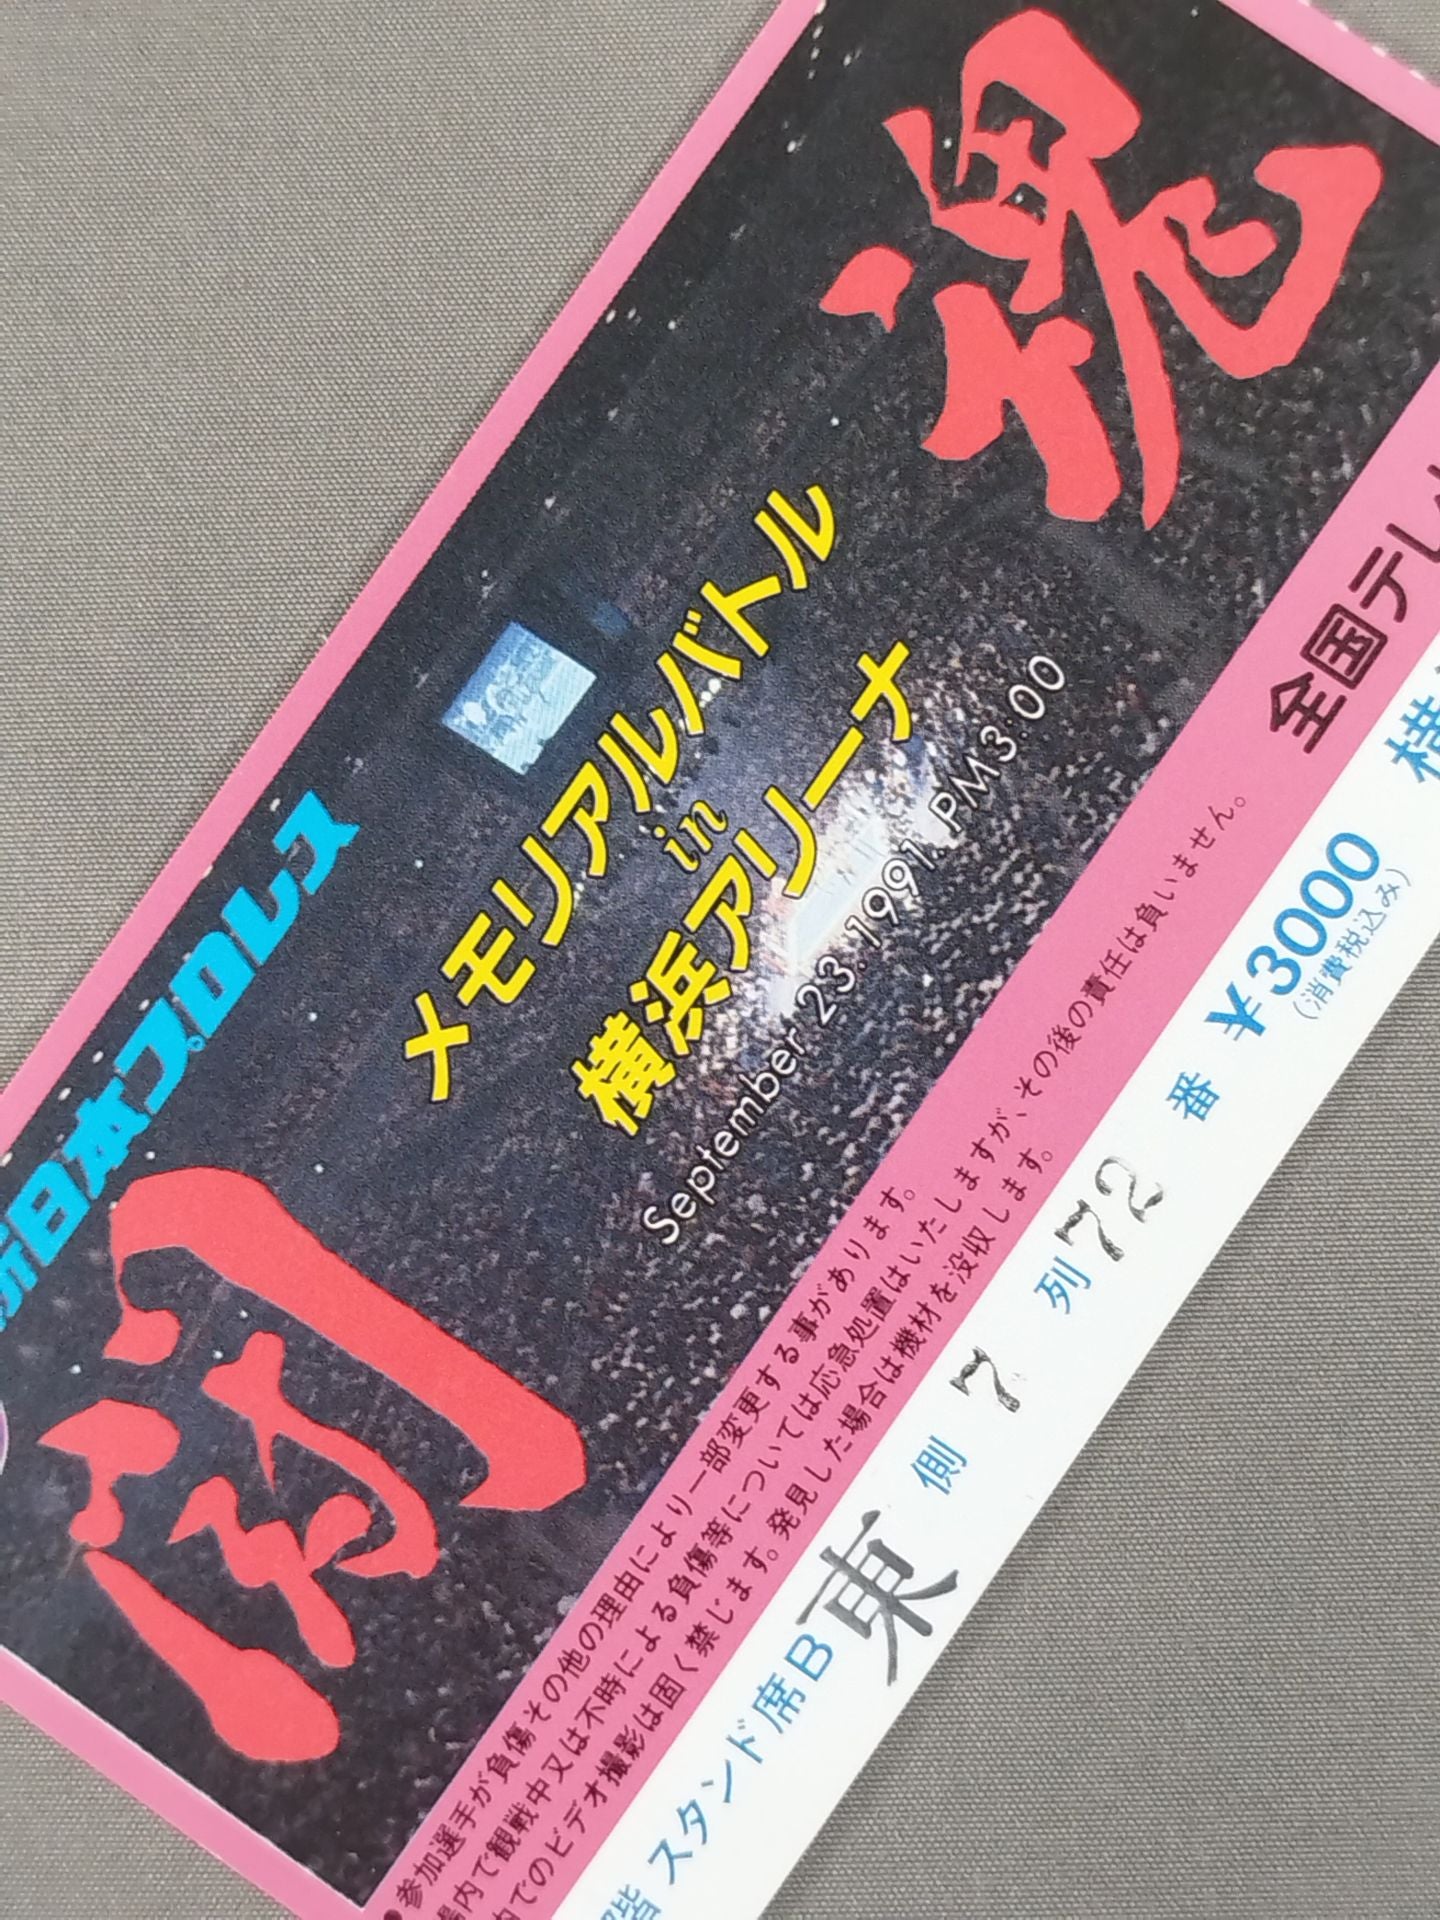 新日本プロレス
闘魂
メモリアルバトル
in
横浜アリーナ
September 23. 1991. PM3:00
全国テレ
参加選手が負傷その他の理由により一部変更する事があります。
場内で観戦中又は不時による負傷等については応急処置はいたしますが、その後の責任は負いません。
内でのビデオ撮影は固く禁じます。発見した場合は機材を没収します。
横
階 スタンド席B 東 側 7 列 72 番 ¥3000
(消費税込み)